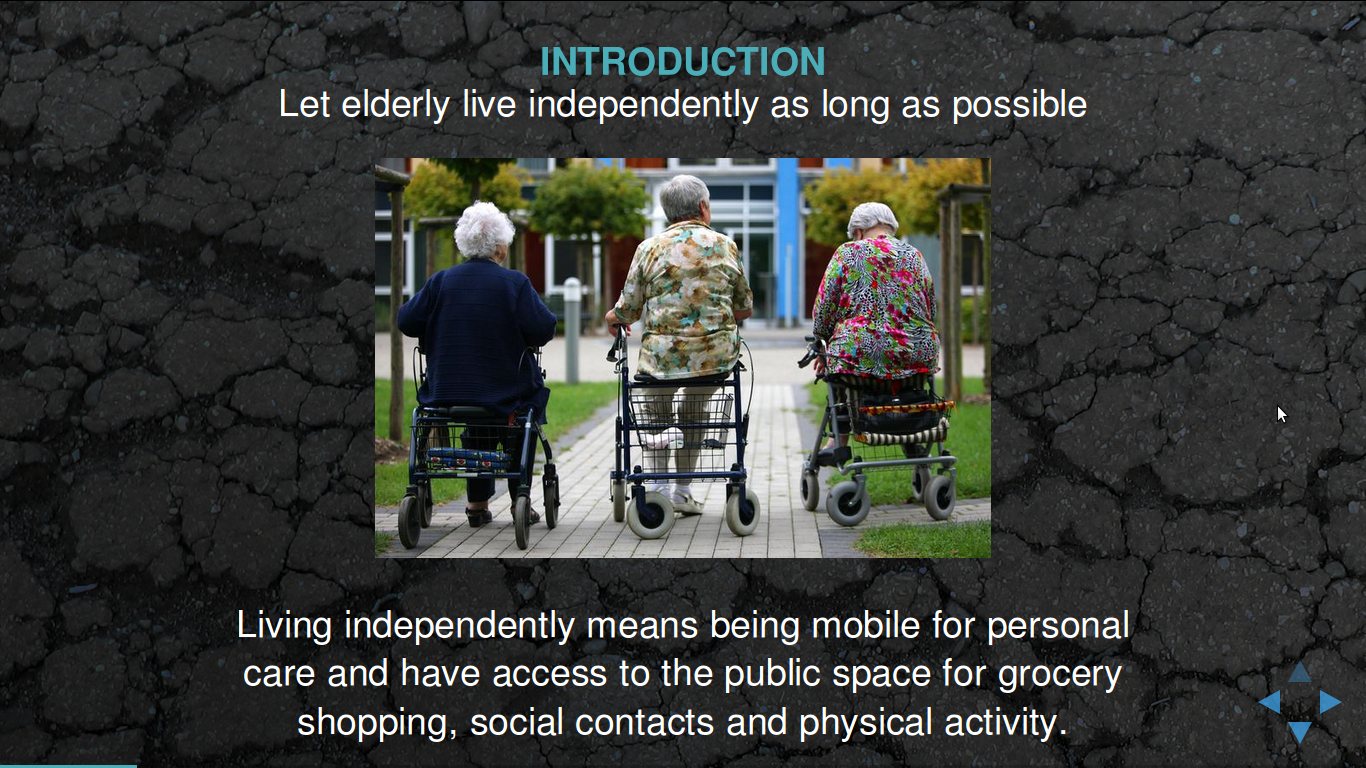 INTRODUCTION
Let elderly live independently as long as possible
Living independently means being mobile for personal
care and have access to the public space for grocery
shopping, social contacts and physical activity.